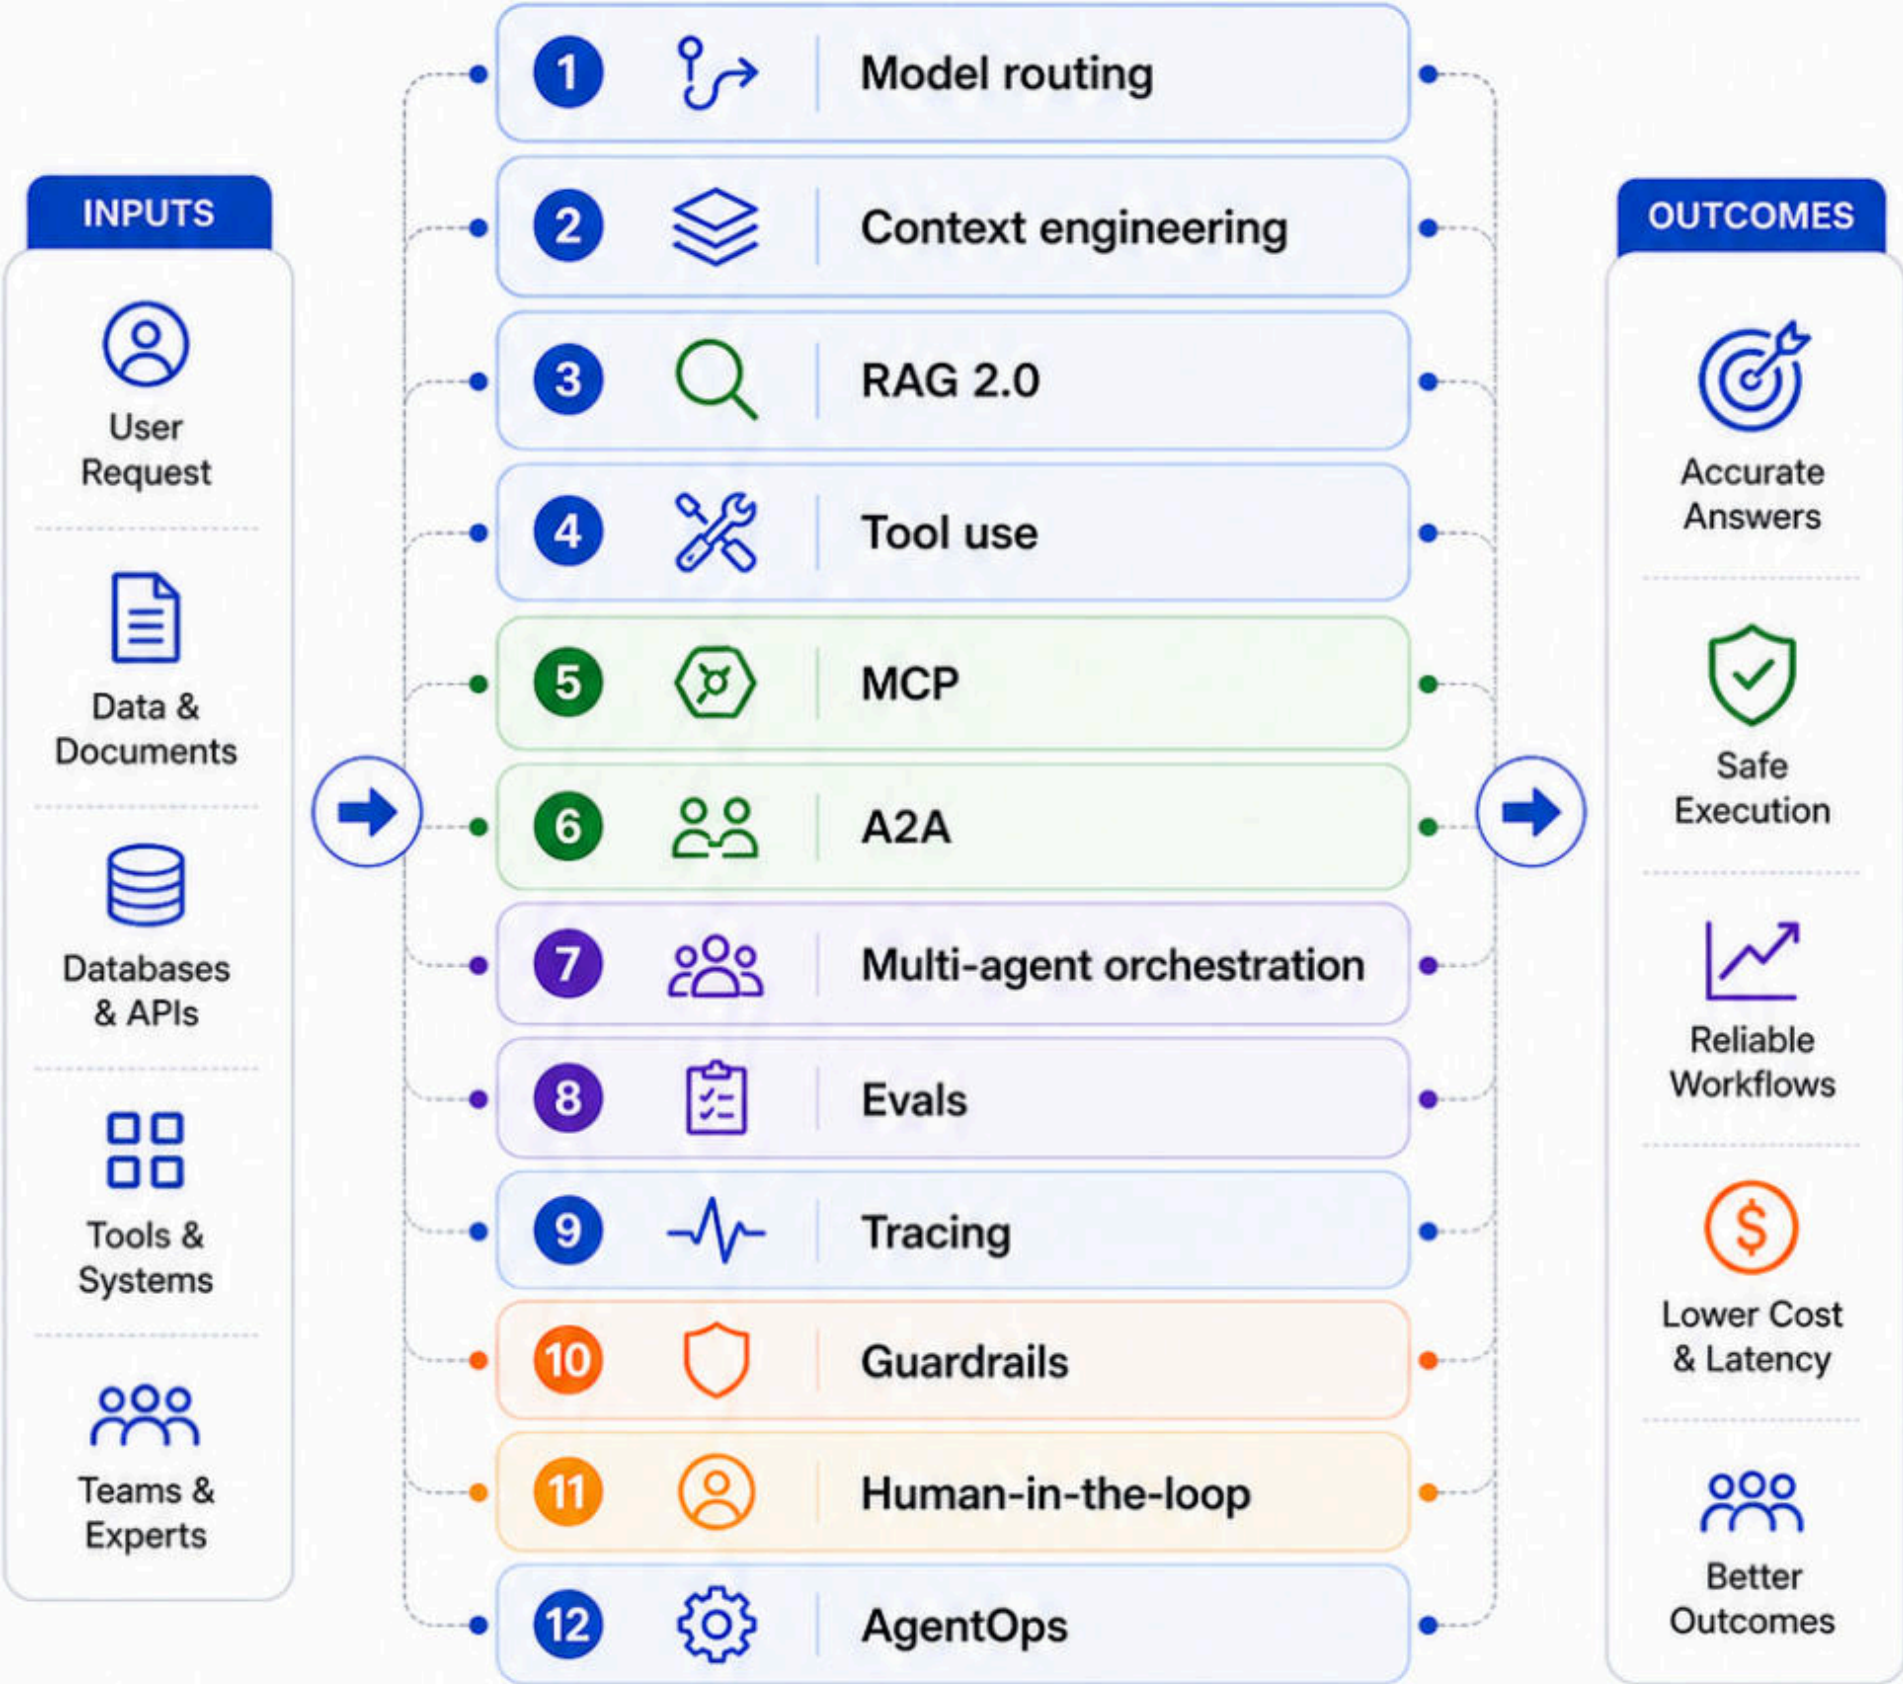 INPUTS
User
Request
Data &
Documents
Databases
& APIs
Tools &
Systems
Teams &
Experts
1 Model routing
2 Context engineering
3 RAG 2.0
4 Tool use
5 MCP
6 A2A
7 Multi-agent orchestration
8 Evals
9 Tracing
10 Guardrails
11 Human-in-the-loop
12 AgentOps
OUTCOMES
Accurate
Answers
Safe
Execution
Reliable
Workflows
$
Lower Cost
& Latency
Better
Outcomes